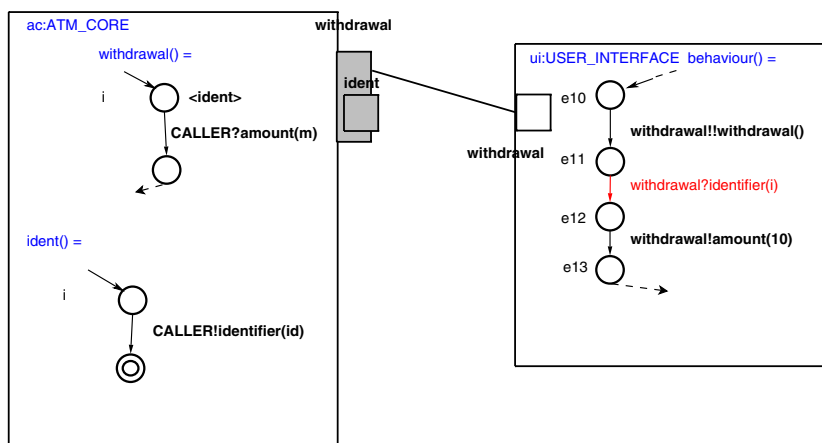 ac:ATM_CORE
withdrawal
withdrawal() =
ui:USER_INTERFACE behaviour() =
ident
i
<ident>
e10
CALLER?amount(m)
withdrawal!!withdrawal()
withdrawal
e11
withdrawal?identifier(i)
e12
ident() =
withdrawal!amount(10)
e13
i
CALLER!identifier(id)